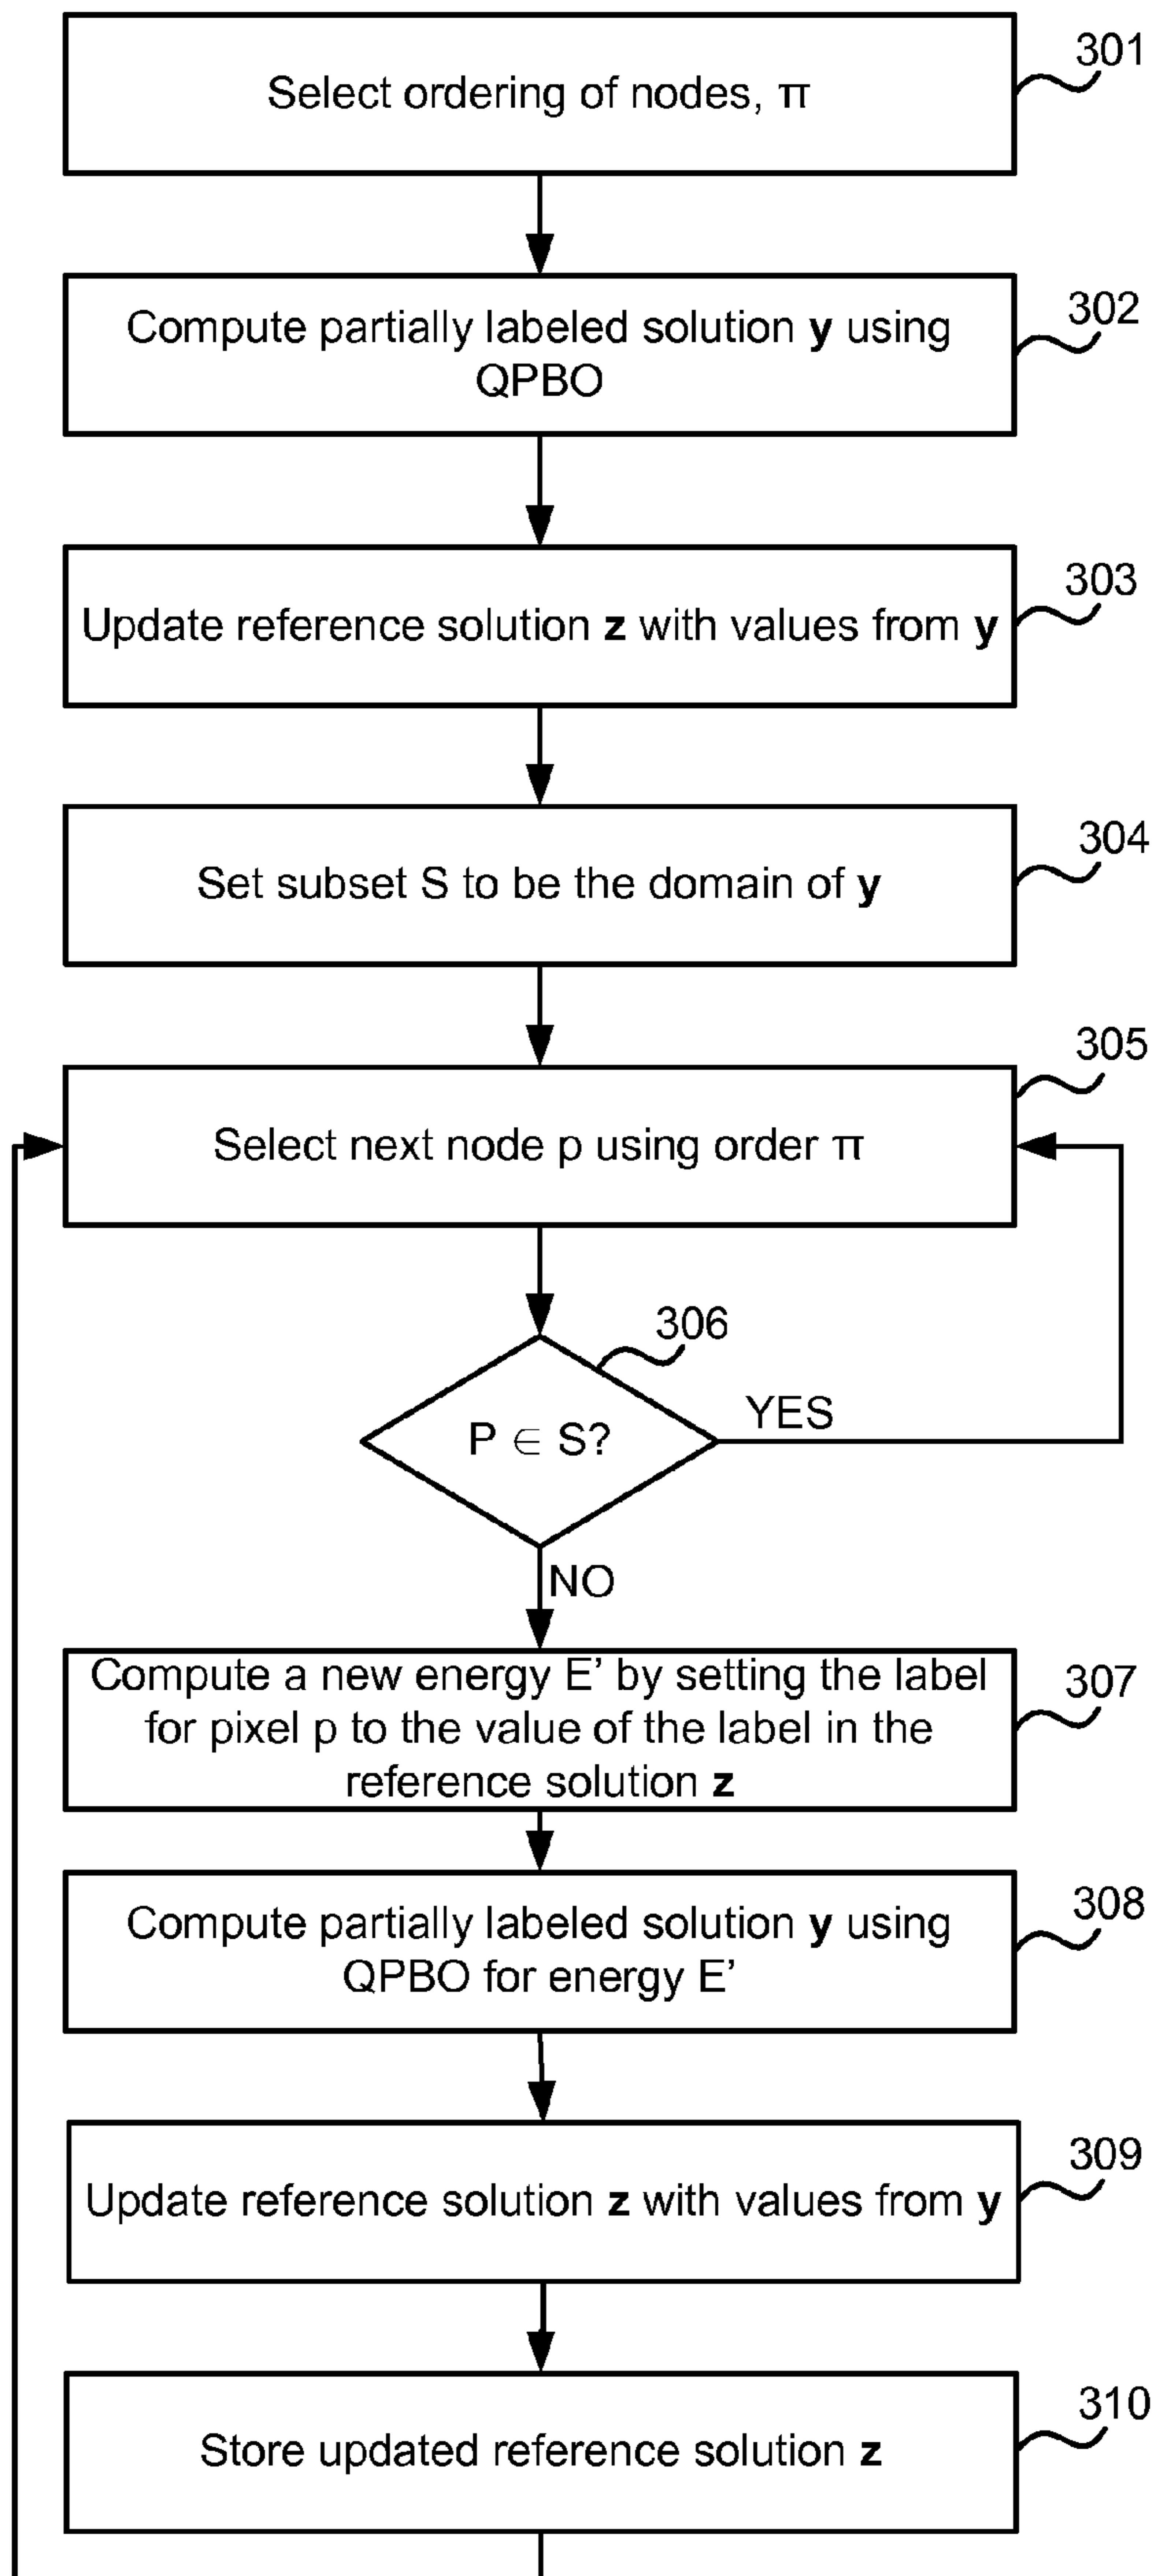 301
Select ordering of nodes, π
302
Compute partially labeled solution y using
QPBO
303
Update reference solution z with values from y
304
Set subset S to be the domain of y
305
Select next node p using order π
306
P ∈ S?
YES
NO
307
Compute a new energy E’ by setting the label
for pixel p to the value of the label in the
reference solution z
308
Compute partially labeled solution y using
QPBO for energy E’
309
Update reference solution z with values from y
310
Store updated reference solution z